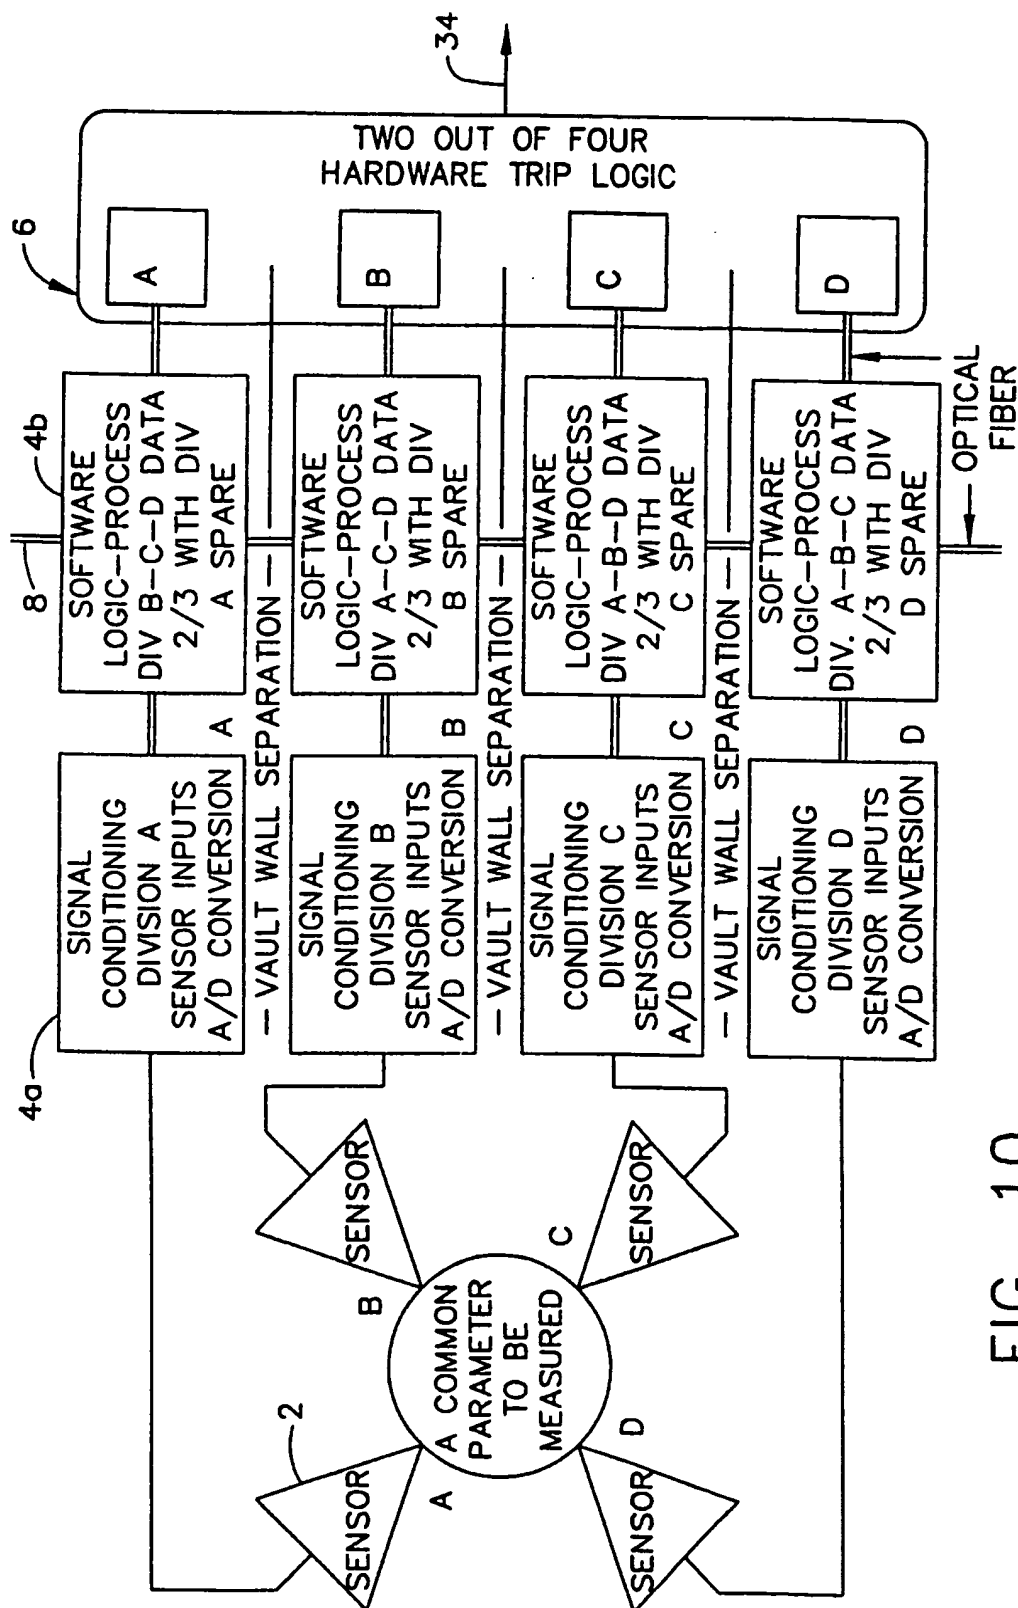 34
TWO OUT OF FOUR
HARDWARE TRIP LOGIC
6
A
B
C
D
8
4b
SOFTWARE
LOGIC-PROCESS
DIV B-C-D DATA
2/3 WITH DIV
A SPARE
SOFTWARE
LOGIC-PROCESS
DIV A-C-D DATA
2/3 WITH DIV
B SPARE
SOFTWARE
LOGIC-PROCESS
DIV A-B-D DATA
2/3 WITH DIV
C SPARE
SOFTWARE
LOGIC-PROCESS
DIV. A-B-C DATA
2/3 WITH DIV
D SPARE
OPTICAL
FIBER
A
B
C
D
— VAULT WALL SEPARATION —
— VAULT WALL SEPARATION —
— VAULT WALL SEPARATION —
4a
SIGNAL
CONDITIONING
DIVISION A
SENSOR INPUTS
A/D CONVERSION
SIGNAL
CONDITIONING
DIVISION B
SENSOR INPUTS
A/D CONVERSION
SIGNAL
CONDITIONING
DIVISION C
SENSOR INPUTS
A/D CONVERSION
SIGNAL
CONDITIONING
DIVISION D
SENSOR INPUTS
A/D CONVERSION
SENSOR
SENSOR
B
C
A COMMON
PARAMETER
TO BE
MEASURED
2
A
D
SENSOR
SENSOR